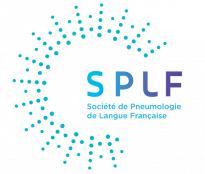 SPLF
Société de Pneumologie
de Langue Française